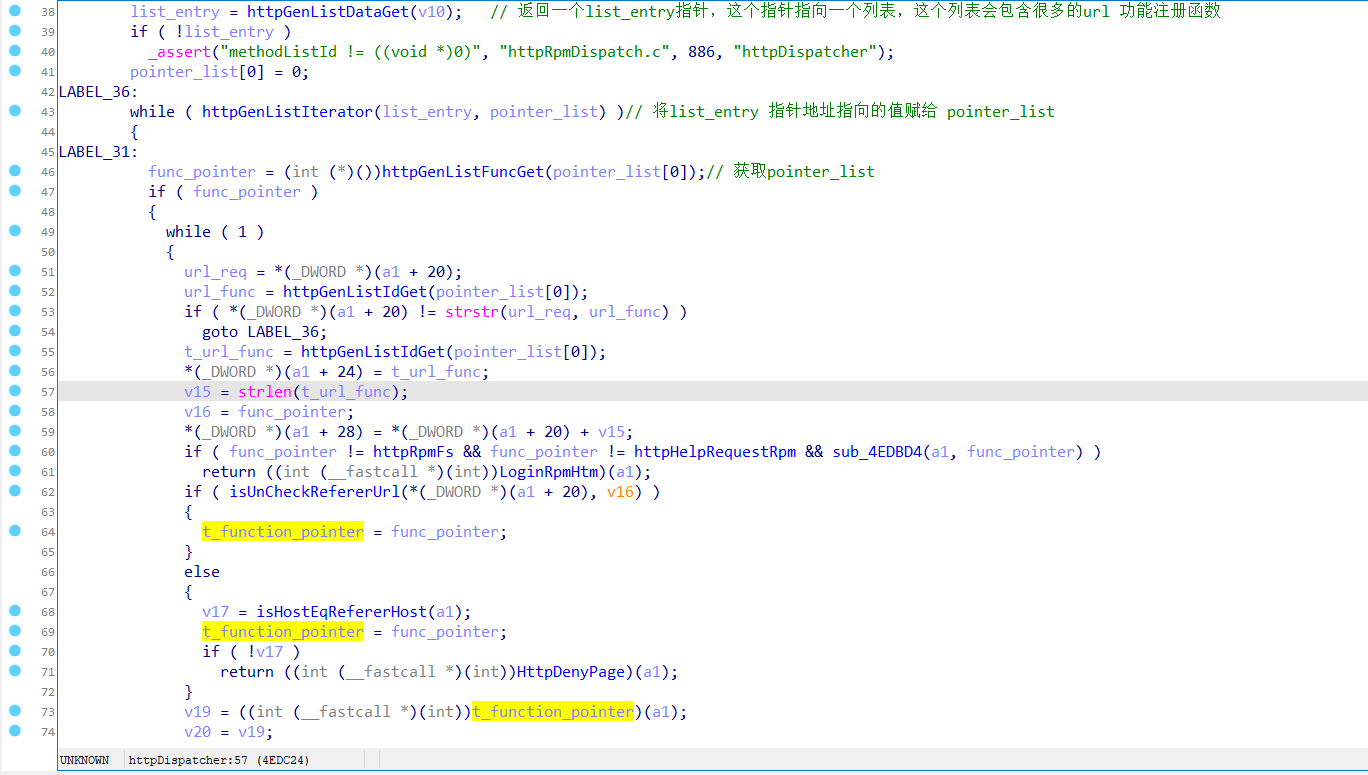 38 list_entry = httpGenListDataGet(v10); // 返回一个list_entry指针，这个指针指向一个列表，这个列表会包含很多的url 功能注册函数
39 if ( !list_entry )
40 _assert("methodListId != ((void *)0)", "httpRpmDispatch.c", 886, "httpDispatcher");
41 pointer_list[0] = 0;
42 LABEL_36:
43 while ( httpGenListIterator(list_entry, pointer_list) )// 将list_entry 指针地址指向的值赋给 pointer_list
44 {
45 LABEL_31:
46 func_pointer = (int (*)())httpGenListFuncGet(pointer_list[0]);// 获取pointer_list
47 if ( func_pointer )
48 {
49 while ( 1 )
50 {
51 url_req = *(_DWORD *)(a1 + 20);
52 url_func = httpGenListIdGet(pointer_list[0]);
53 if ( *(_DWORD *)(a1 + 20) != strstr(url_req, url_func) )
54 goto LABEL_36;
55 t_url_func = httpGenListIdGet(pointer_list[0]);
56 *(_DWORD *)(a1 + 24) = t_url_func;
57 v15 = strlen(t_url_func);
58 v16 = func_pointer;
59 *(_DWORD *)(a1 + 28) = *(_DWORD *)(a1 + 20) + v15;
60 if ( func_pointer != httpRpmFs && func_pointer != httpHelpRequestRpm && sub_4EDBD4(a1, func_pointer) )
61 return ((int (__fastcall *)(int))LoginRpmHtm)(a1);
62 if ( isUnCheckRefererUrl(*(_DWORD *)(a1 + 20), v16) )
63 {
64 t_function_pointer = func_pointer;
65 }
66 else
67 {
68 v17 = isHostEqRefererHost(a1);
69 t_function_pointer = func_pointer;
70 if ( !v17 )
71 return ((int (__fastcall *)(int))HttpDenyPage)(a1);
72 }
73 v19 = ((int (__fastcall *)(int))t_function_pointer)(a1);
74 v20 = v19;
UNKNOWN httpDispatcher:57 (4EDC24)